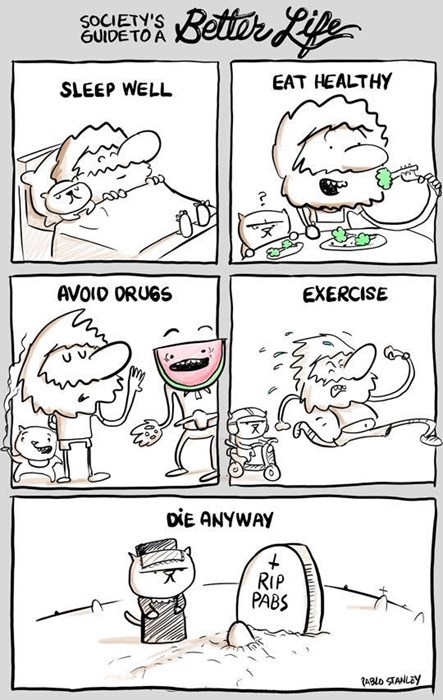 SOCIETY'S
GUIDE TO A
Better Life
SLEEP WELL
EAT HEALTHY
?
AVOID DRUGS
EXERCISE
DiE ANYWAY
RIP
PABS
PABLO STANLEY